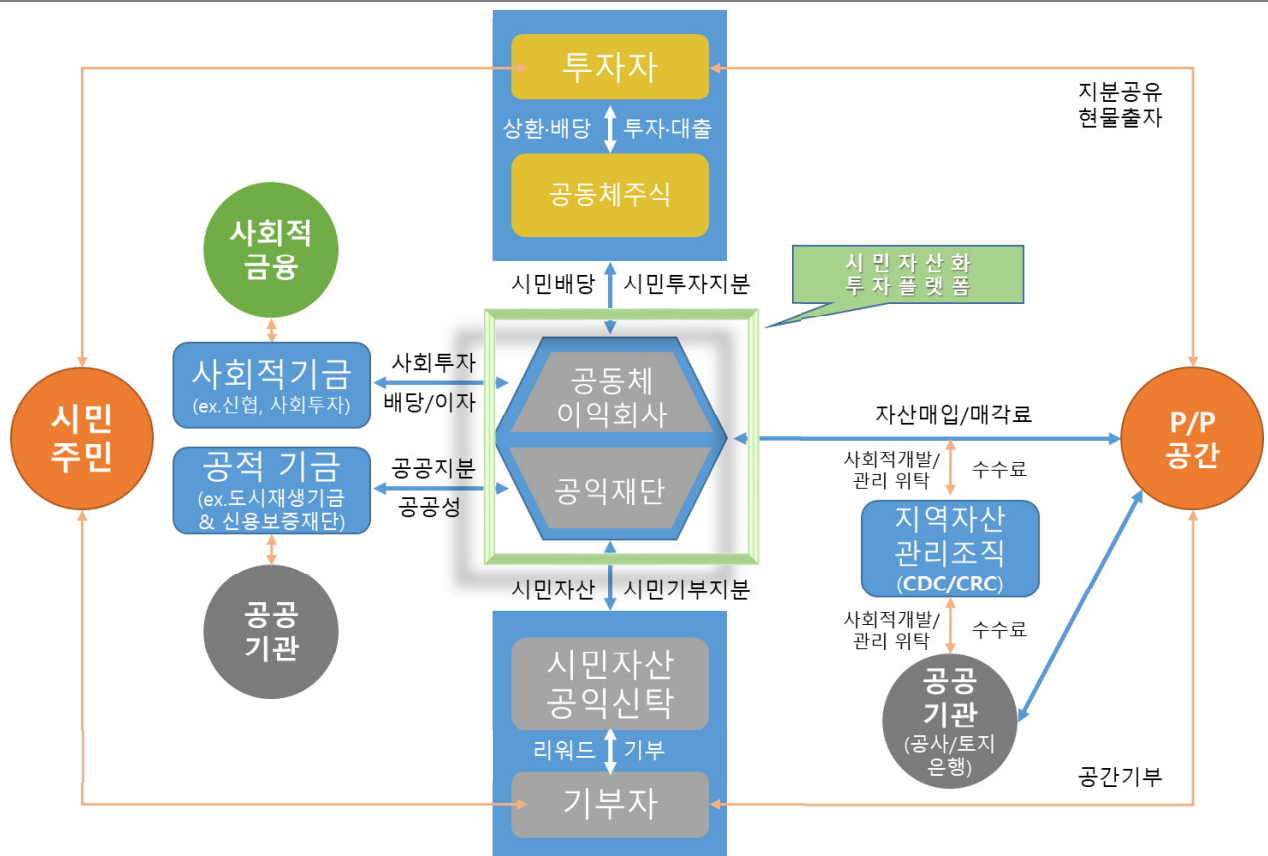 투자자
상환·배당
투자·대출
공동체주식
지분공유
현물출자
사회적
금융
시민배당
시민투자지분
시 민 자 산 화
투 자 플 랫 폼
사회적기금
(ex.신협, 사회투자)
사회투자
배당/이자
공동체
이익회사
공익재단
시민
주민
공적 기금
(ex.도시재생기금
& 신용보증재단)
공공지분
공공성
자산매입/매각료
P/P
공간
사회적개발/
관리 위탁
수수료
지역자산
관리조직
(CDC/CRC)
사회적개발/
관리 위탁
수수료
공공
기관
시민자산
시민기부지분
시민자산
공익신탁
리워드
기부
기부자
공공
기관
(공사/토지
은행)
공간기부